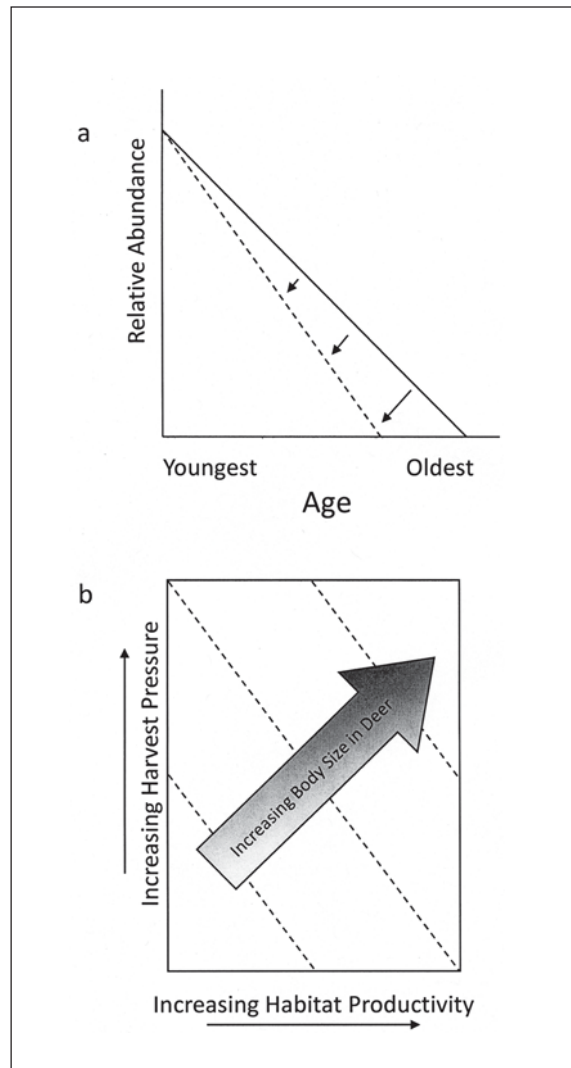 a
Relative Abundance
Youngest
Oldest
Age
b
Increasing Harvest Pressure
Increasing Body Size in Deer
Increasing Habitat Productivity